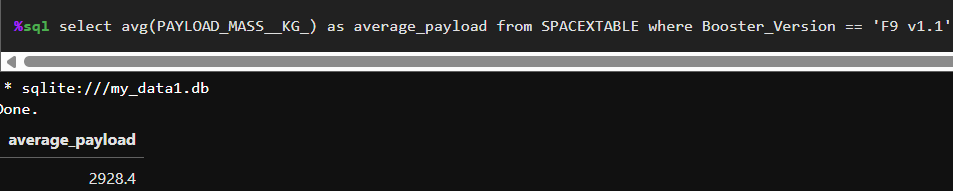 %sql select avg(PAYLOAD_MASS__KG_) as average_payload from SPACEXTABLE where Booster_Version == 'F9 v1.1'
* sqlite:///my_data1.db
Done.
average_payload
2928.4